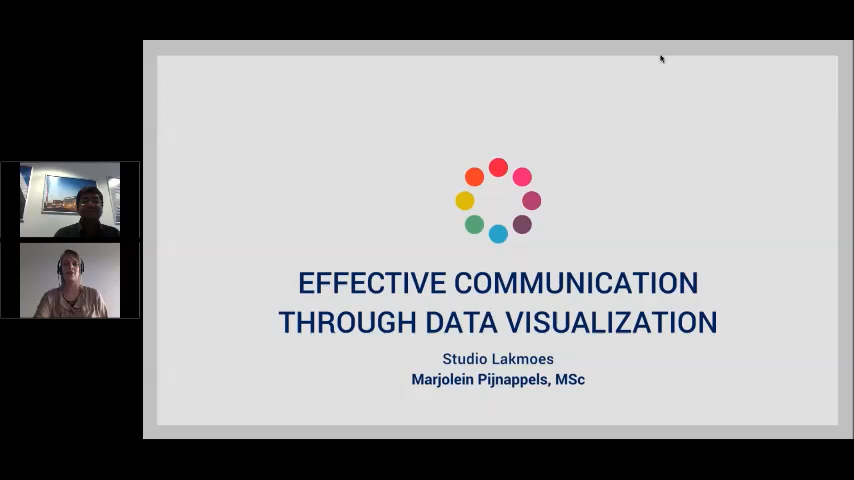 EFFECTIVE COMMUNICATION
THROUGH DATA VISUALIZATION
Studio Lakmoes
Marjolein Pijnappels, MSc